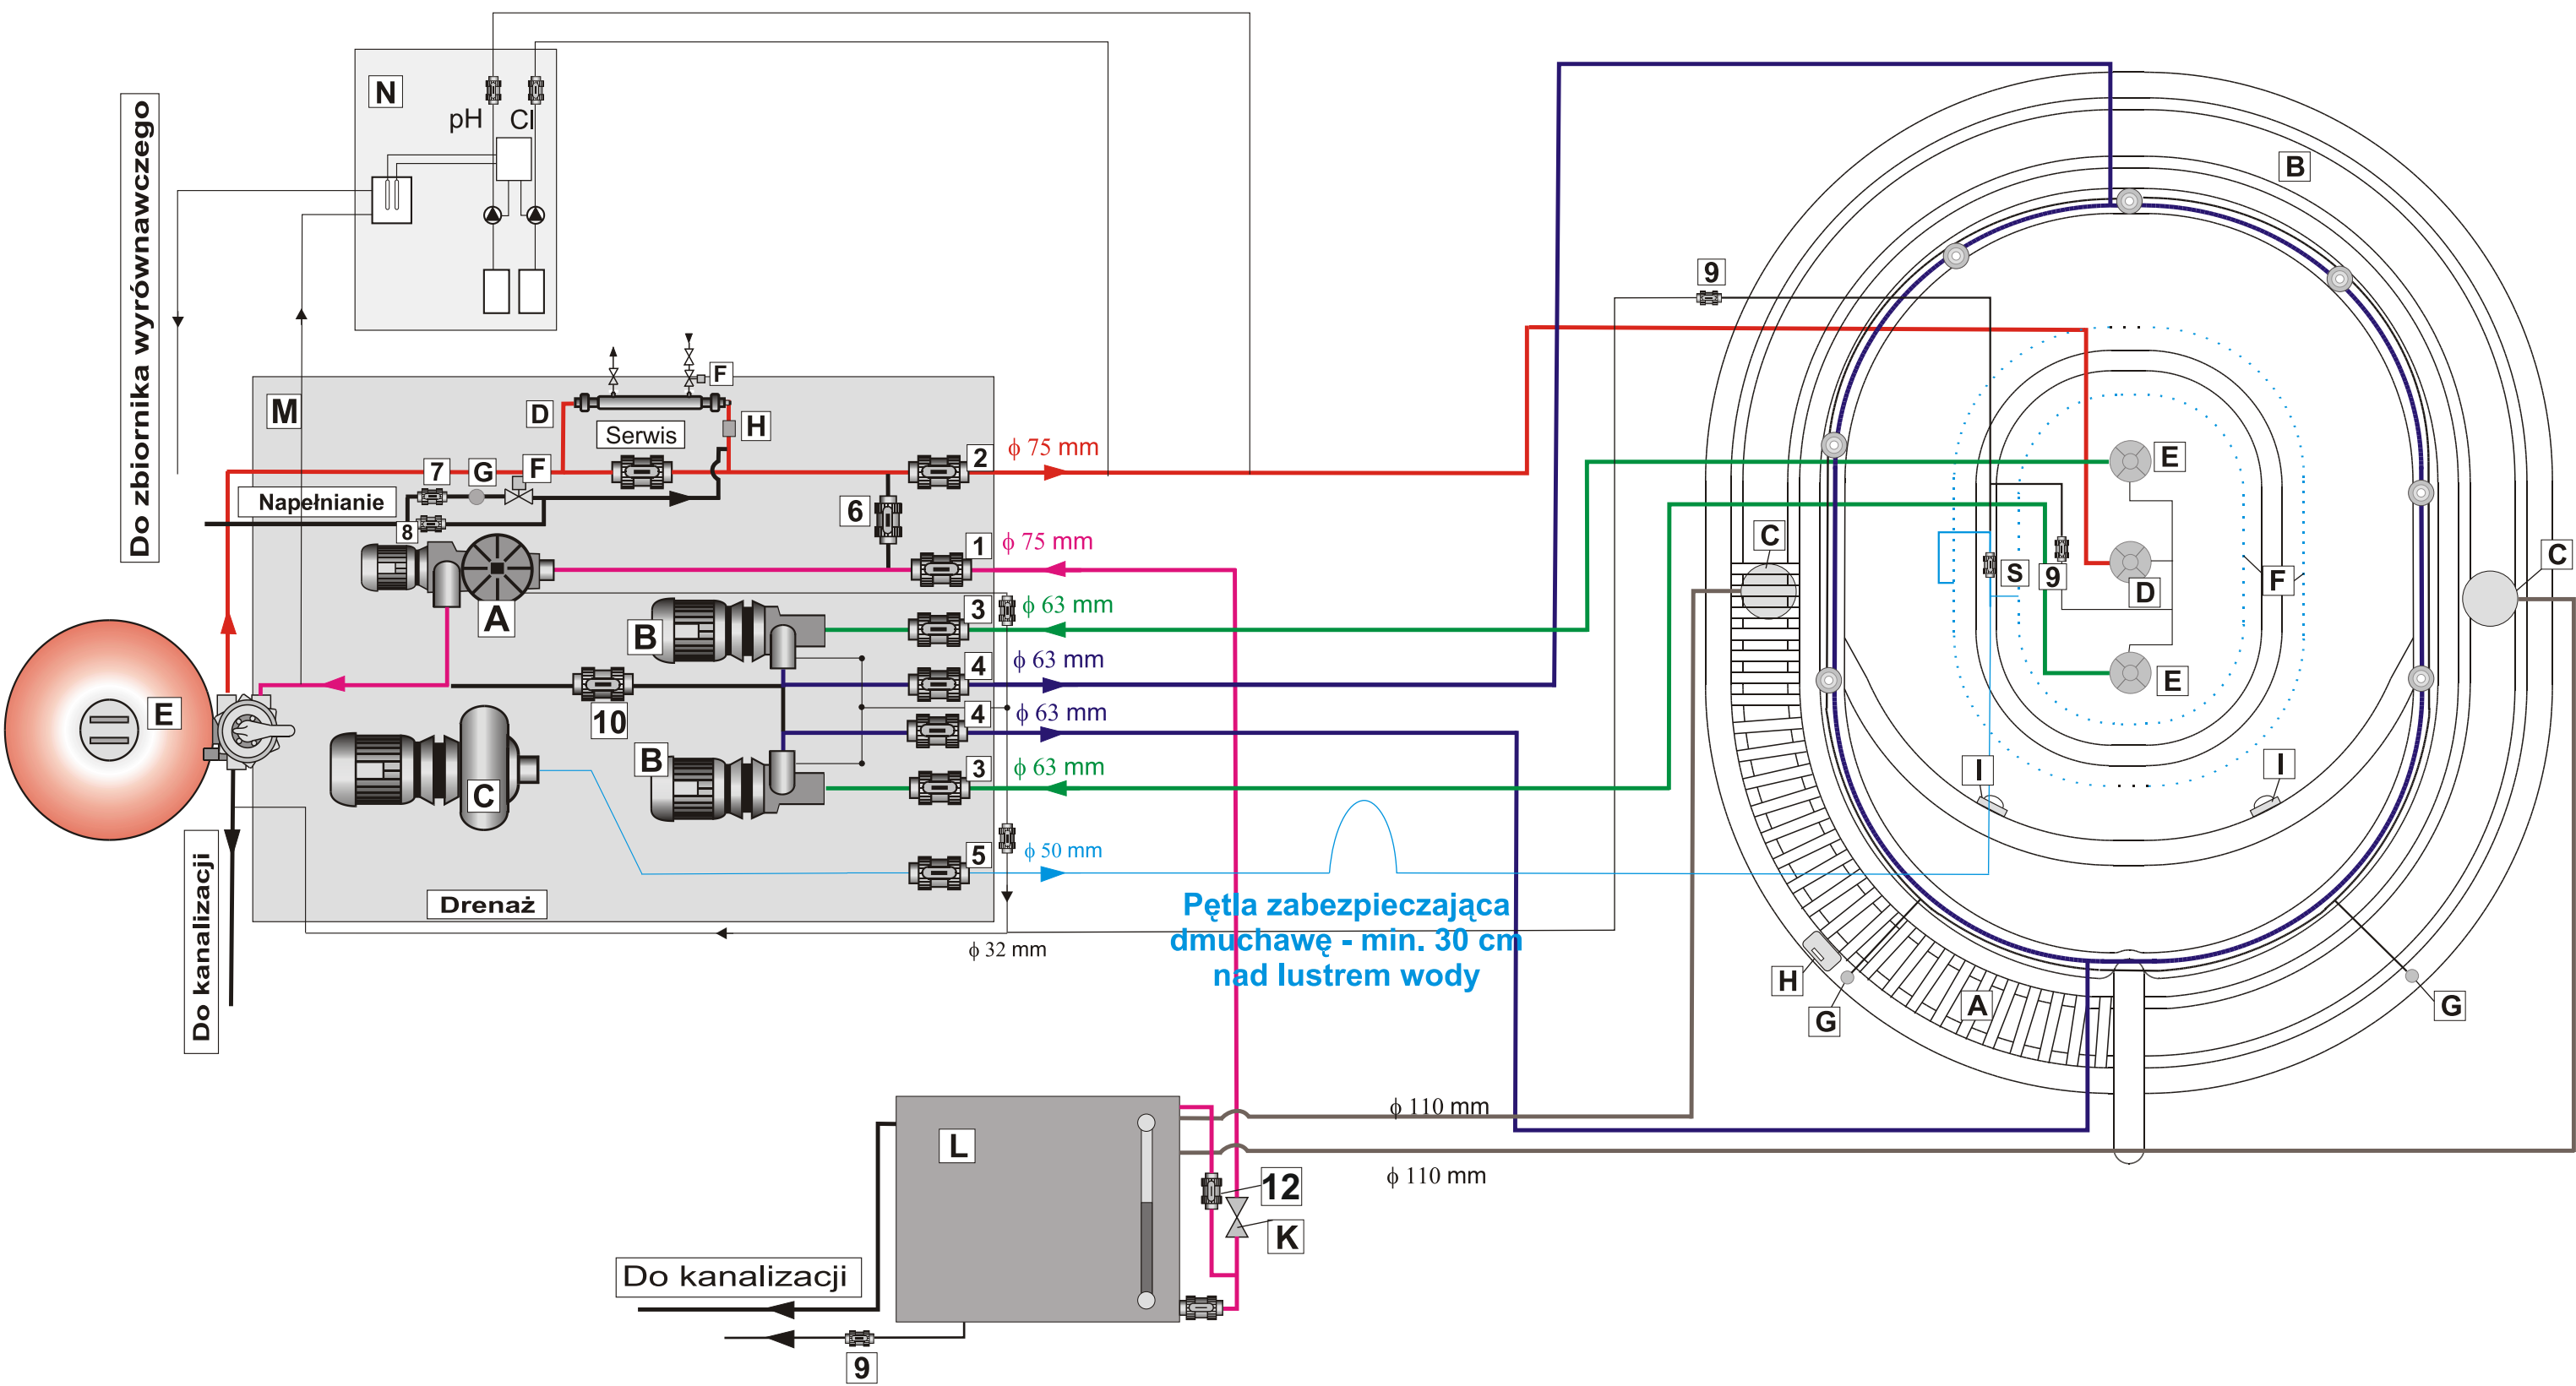 N
pH
Cl
Do zbiornika wyrównawczego
B
9
M
D
F
H
Serwis
2
ϕ 75 mm
7
G
F
Napełnianie
8
6
1
ϕ 75 mm
A
3
ϕ 63 mm
B
4
ϕ 63 mm
10
4
ϕ 63 mm
B
3
ϕ 63 mm
E
C
5
ϕ 50 mm
Drenaż
Do kanalizacji
ϕ 32 mm
Pętla zabezpieczająca
dmuchawę - min. 30 cm
nad lustrem wody
C
E
C
S
9
D
F
E
I
I
H
G
A
G
L
ϕ 110 mm
ϕ 110 mm
12
K
Do kanalizacji
9